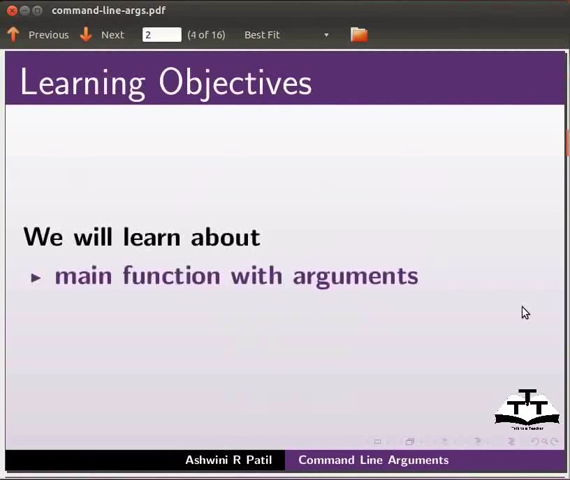 command-line-args.pdf
Previous Next 2 (4 of 16) Best Fit
Learning Objectives
We will learn about
main function with arguments
TTT
Ashwini R Patil Command Line Arguments